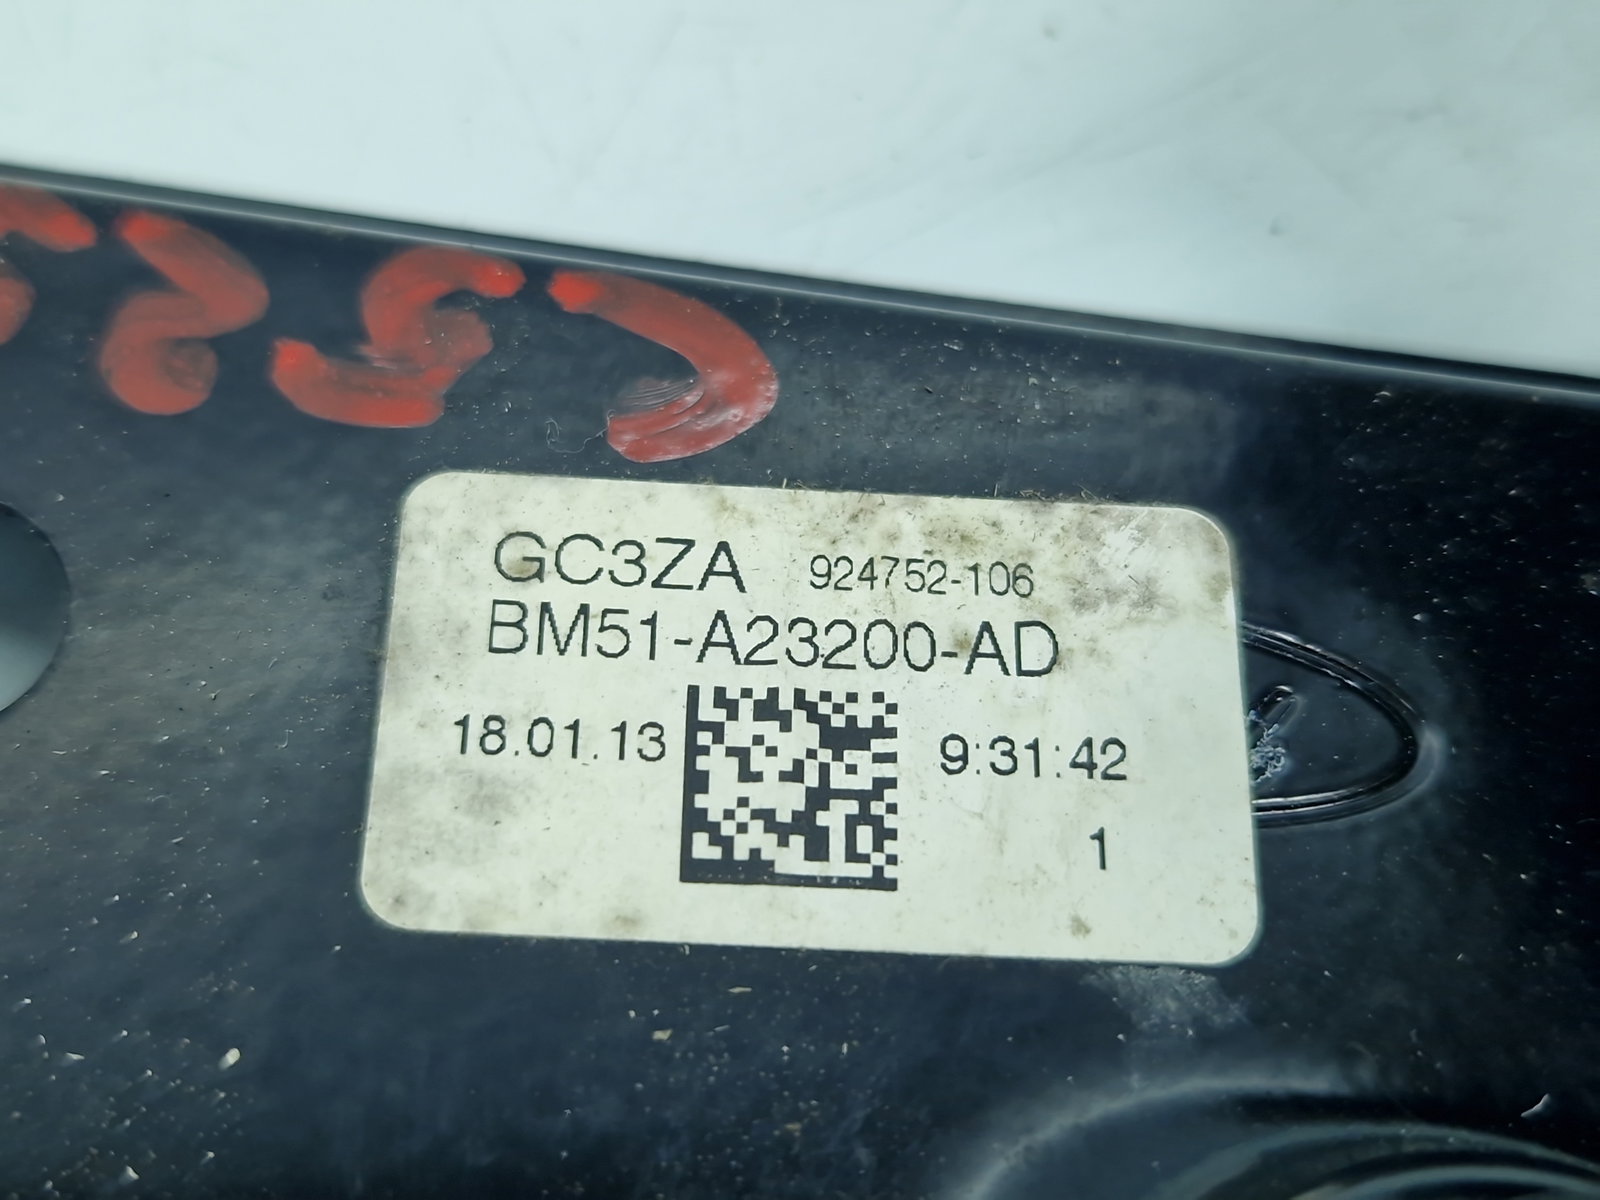 GC3ZA 924752-106
BM51-A23200-AD
18.01.13 9:31:42
1